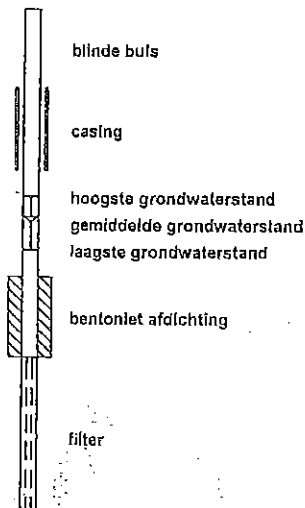 blinde buis
casing
hoogste grondwaterstand
gemiddelde grondwaterstand
laagste grondwaterstand
bentoniet afdichting
filter